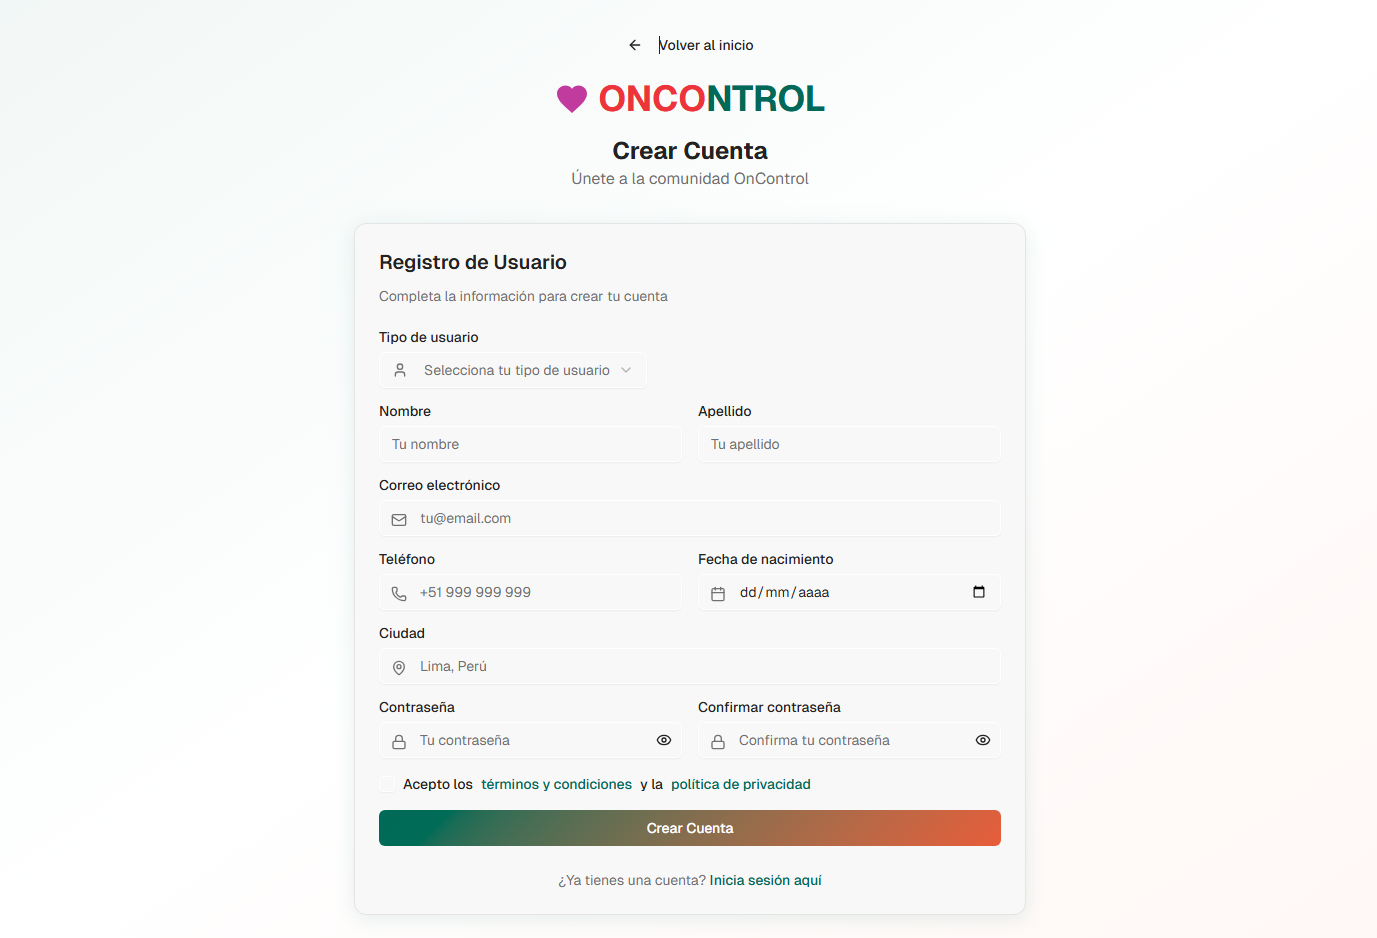 Volver al inicio
ONCONTROL
Crear Cuenta
Únete a la comunidad OnControl
Registro de Usuario
Completa la información para crear tu cuenta
Tipo de usuario
Selecciona tu tipo de usuario
Nombre
Apellido
Tu nombre
Tu apellido
Correo electrónico
tu@email.com
Teléfono
Fecha de nacimiento
+51 999 999 999
dd/mm/aaaa
Ciudad
Lima, Perú
Contraseña
Confirmar contraseña
Tu contraseña
Confirma tu contraseña
Acepto los términos y condiciones y la política de privacidad
Crear Cuenta
¿Ya tienes una cuenta? Inicia sesión aquí